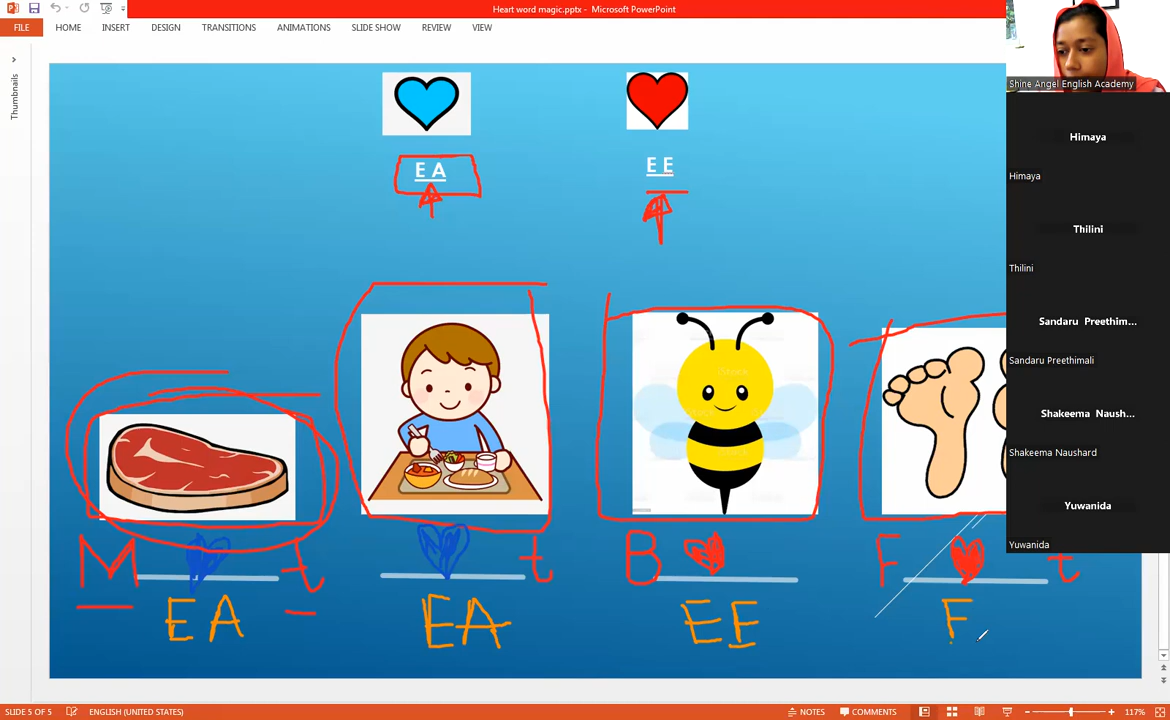 Heart word magic.pptx - Microsoft PowerPoint
FILE HOME INSERT DESIGN TRANSITIONS ANIMATIONS SLIDE SHOW REVIEW VIEW
Thumbnails
Shine Angel English Academy
Himaya
Himaya
Thilini
Thilini
Sandaru Preethim...
Sandaru Preethimali
Shakeema Naush...
Shakeema Naushard
Yuwanida
Yuwanida
E A E E
M t t B F t
EA EA EE F
SLIDE 5 OF 5 ENGLISH (UNITED STATES) NOTES COMMENTS 117%